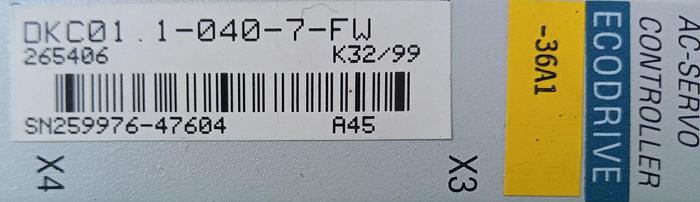 DKC01.1-040-7-FW
265406 K32/99
SN259976-47604 A45
X4
X3
-36A1
ECODRIVE
AC-SERVO
CONTROLLER